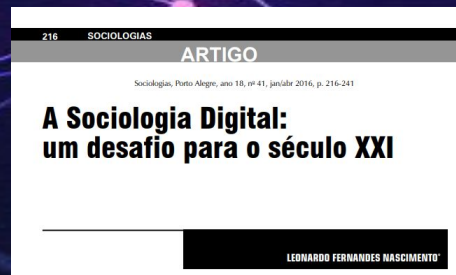 216 SOCIOLOGIAS
ARTIGO
Sociologias, Porto Alegre, ano 18, nº 41, jan/abr 2016, p. 216-241
A Sociologia Digital:
um desafio para o século XXI
LEONARDO FERNANDES NASCIMENTO*